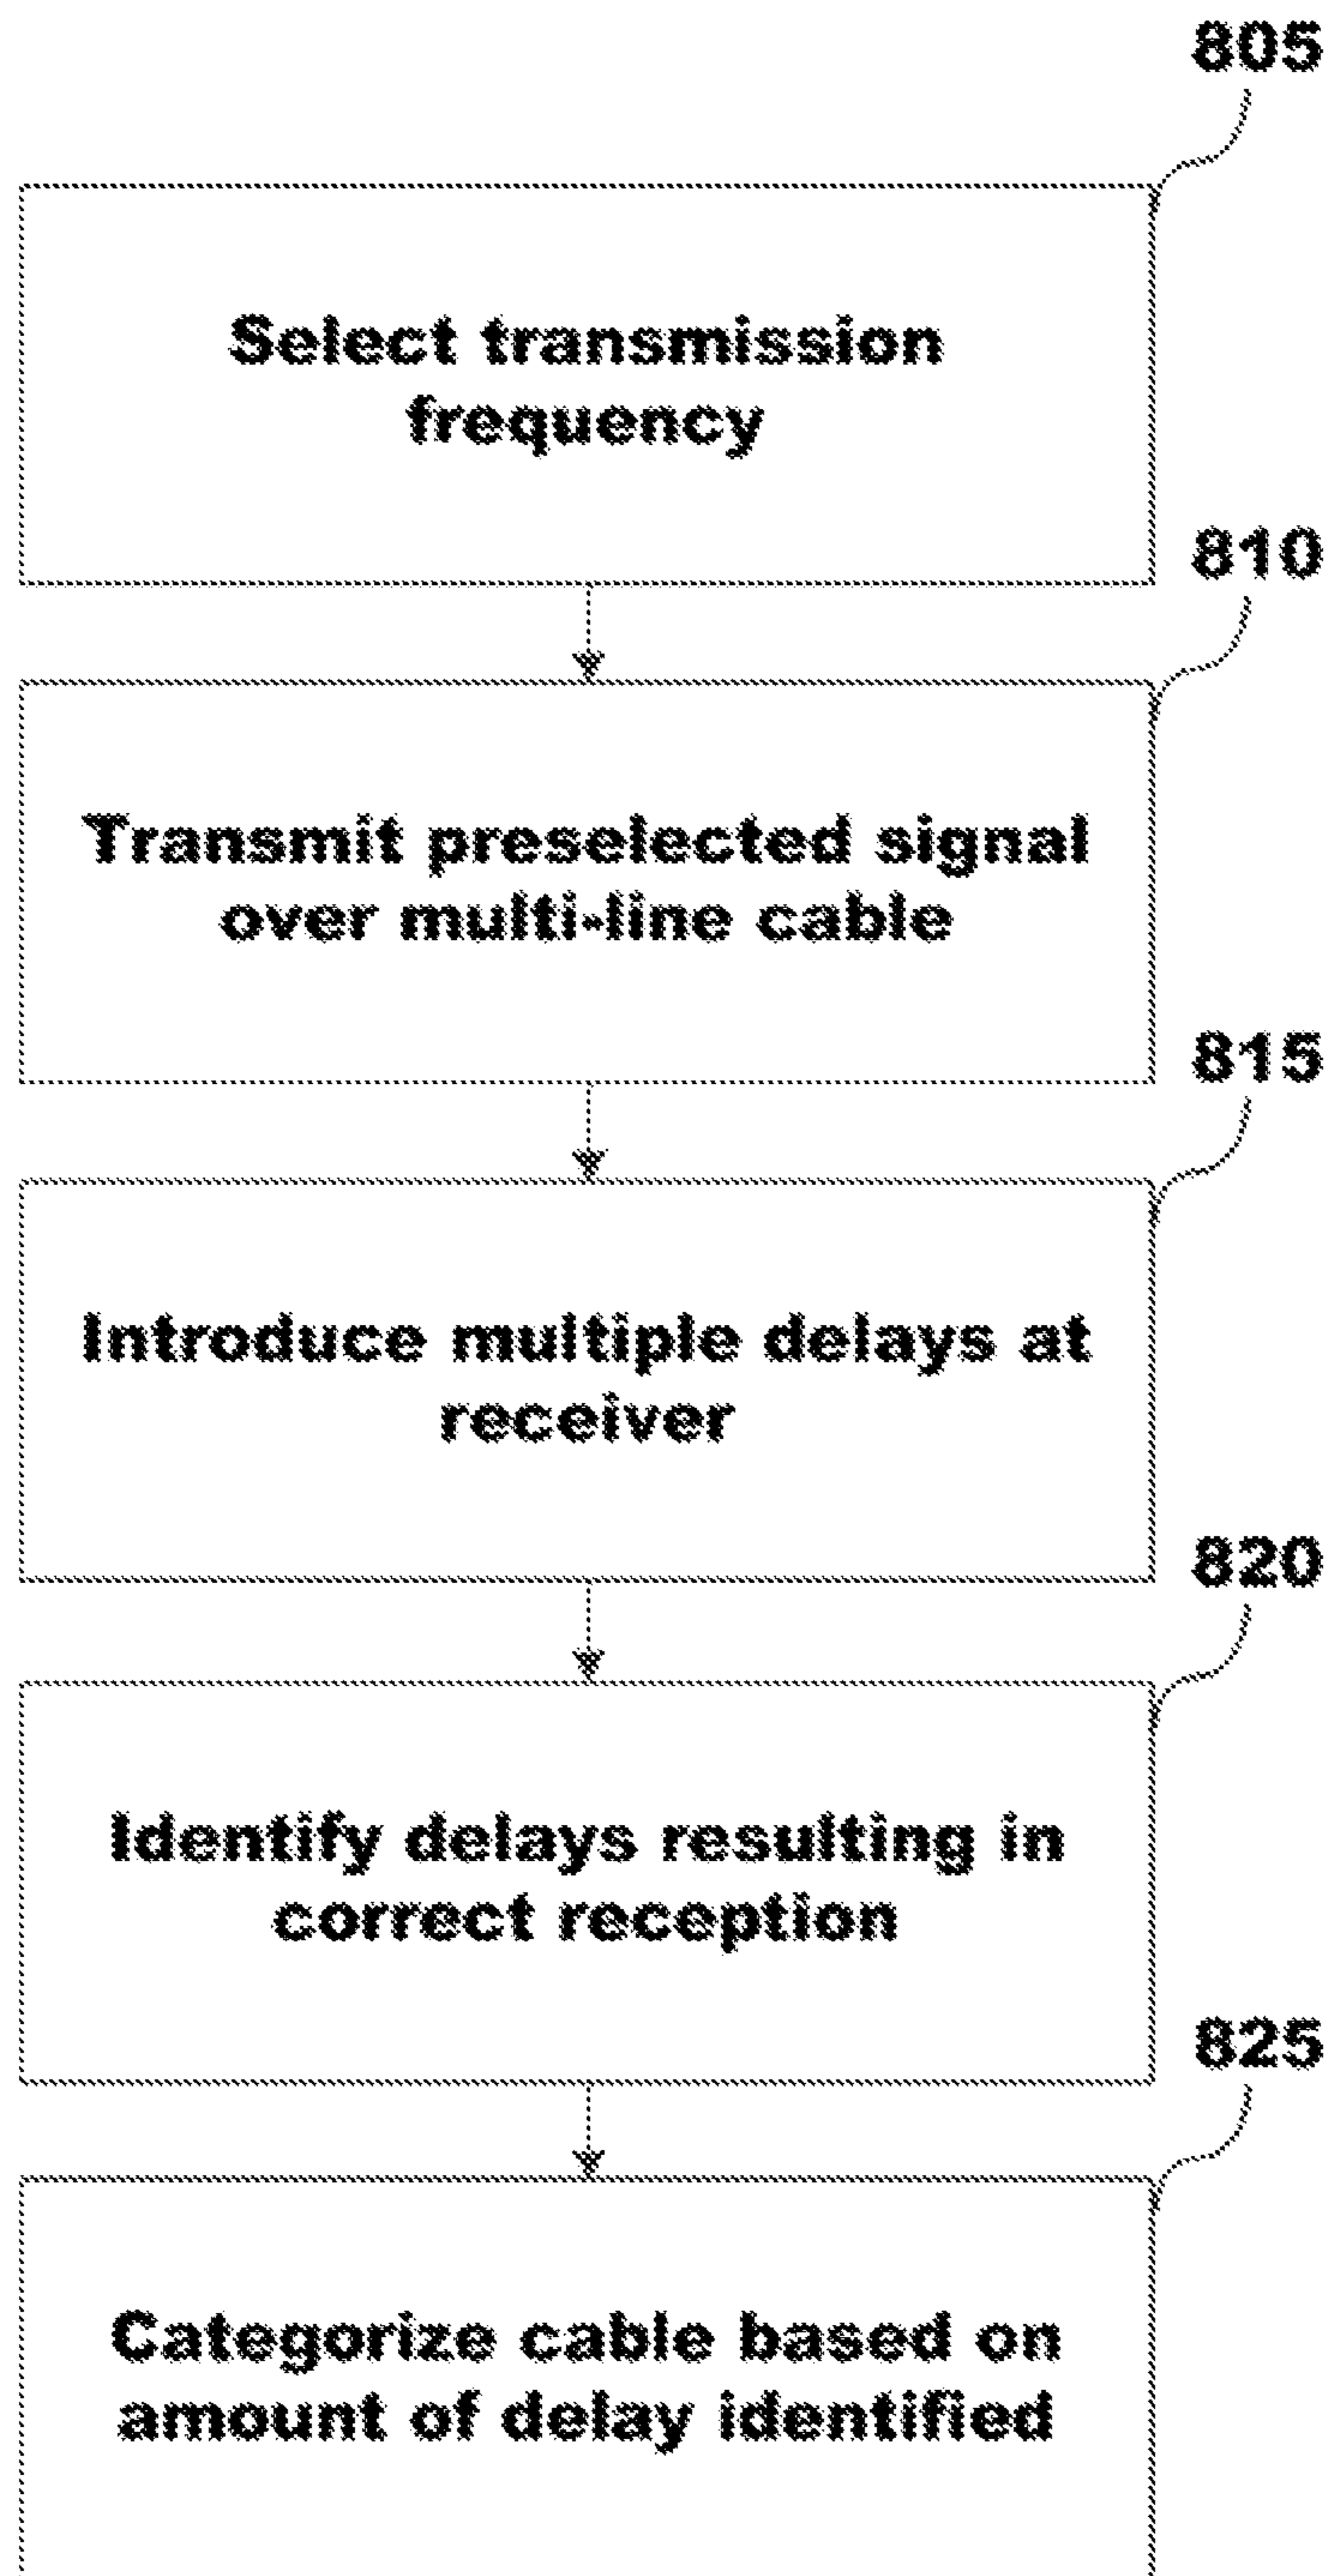 805
Select transmission
frequency
810
Transmit preselected signal
over multi-line cable
815
Introduce multiple delays at
receiver
820
Identify delays resulting in
correct reception
825
Categorize cable based on
amount of delay identified